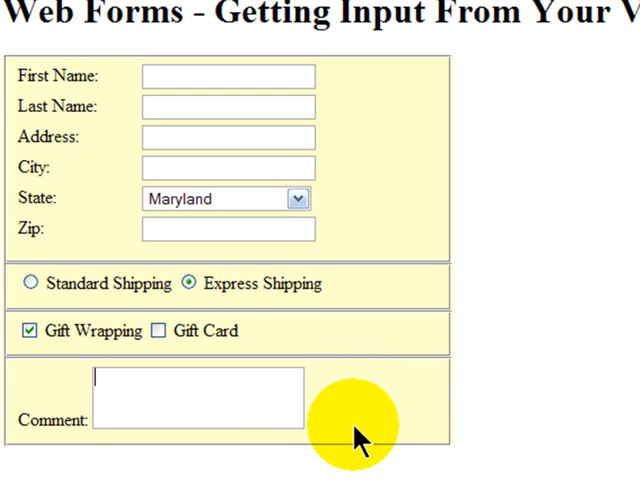 Web Forms - Getting Input From Your
First Name:
Last Name:
Address:
City:
State: Maryland
Zip:
Standard Shipping Express Shipping
Gift Wrapping Gift Card
Comment: